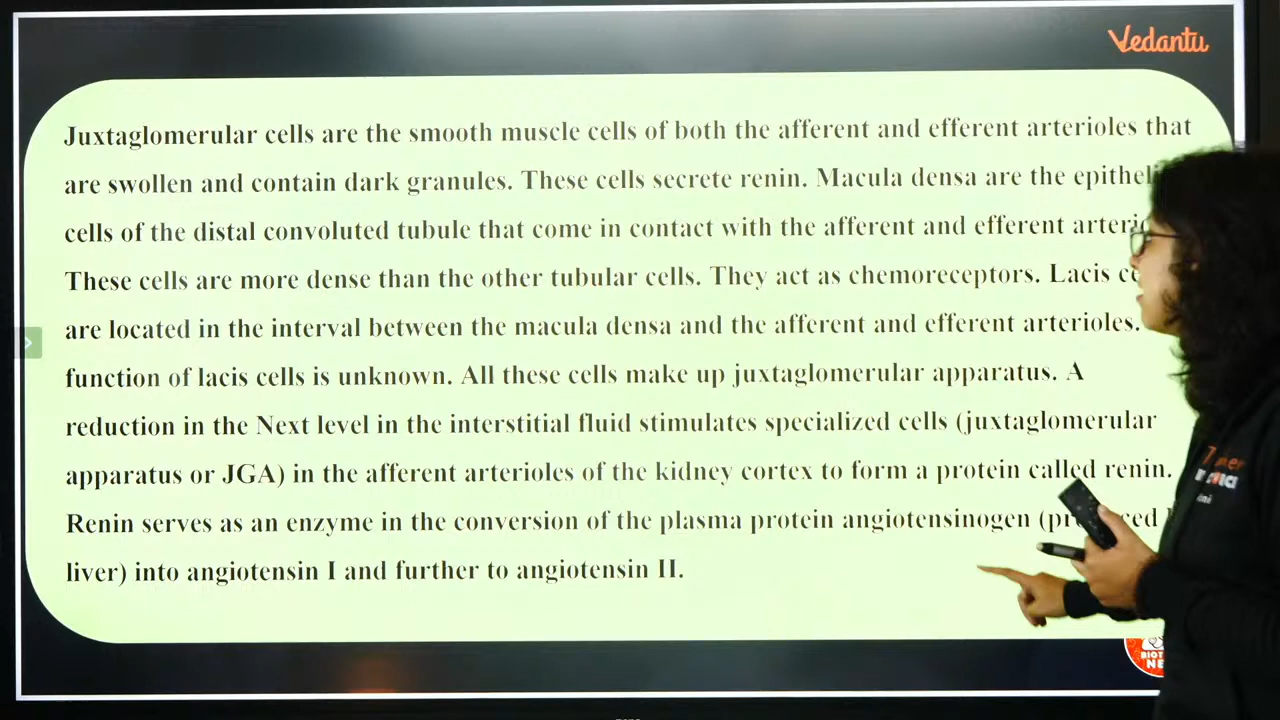 Vedantu
Juxtaglomerular cells are the smooth muscle cells of both the afferent and efferent arterioles that
are swollen and contain dark granules. These cells secrete renin. Macula densa are the
cells of the distal convoluted tubule that come in contact with the afferent and efferent
These cells are more dense than the other tubular cells. They act as chemoreceptors. Lacis
are located in the interval between the macula densa and the afferent and efferent arterioles.
function of lacis cells is unknown. All these cells make up juxtaglomerular apparatus. A
reduction in the Next level in the interstitial fluid stimulates specialized cells (juxtaglomerular
apparatus or JGA) in the afferent arterioles of the kidney cortex to form a protein called renin.
Renin serves as an enzyme in the conversion of the plasma protein angiotensinogen
liver) into angiotensin I and further to angiotensin II.